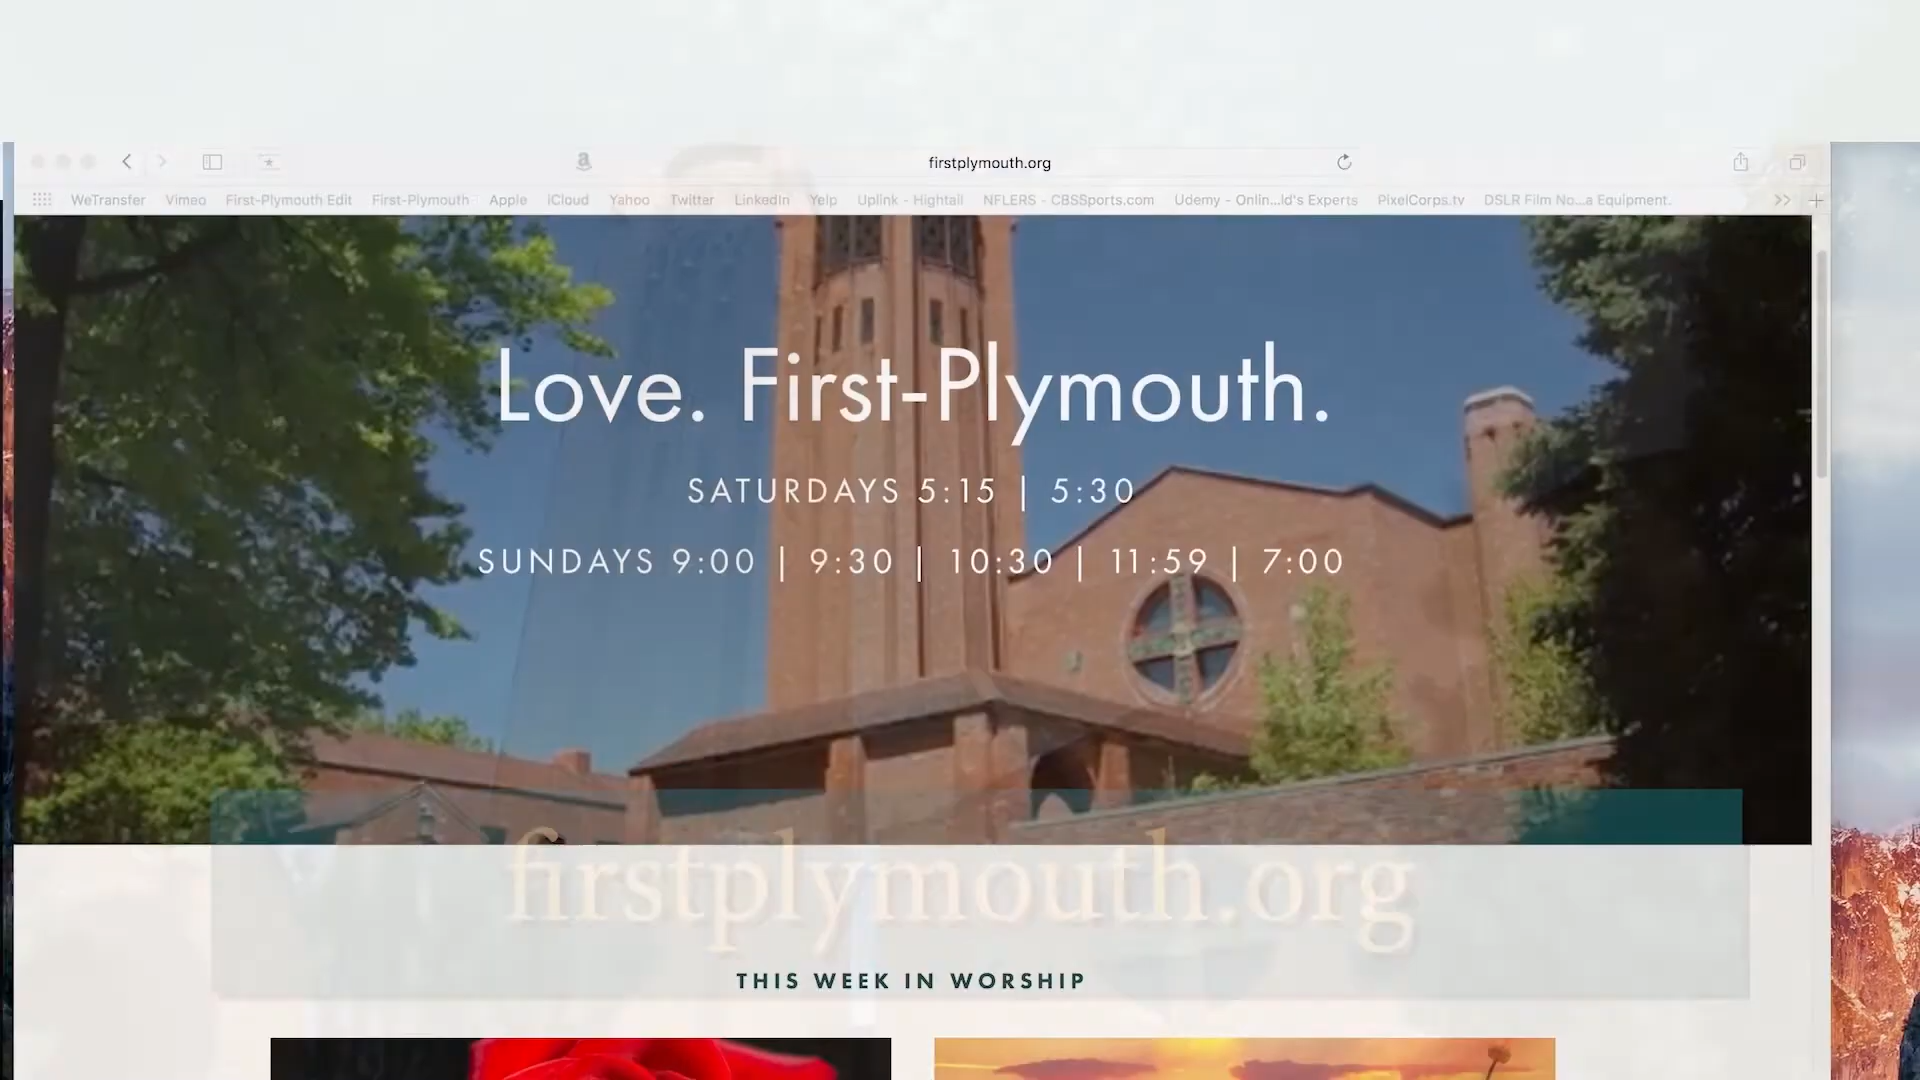 firstplymouth.org
WeTransfer Vimeo First-Plymouth Edit First-Plymouth Apple iCloud Yahoo Twitter LinkedIn Yelp Uplink - Hightail NFLERS - CBSSports.com Udemy - Onlin...ld's Experts PixelCorps.tv DSLR Film No...a Equipment.
Love. First-Plymouth.
SATURDAYS 5:15 | 5:30
SUNDAYS 9:00 | 9:30 | 10:30 | 11:59 | 7:00
firstplymouth.org
THIS WEEK IN WORSHIP